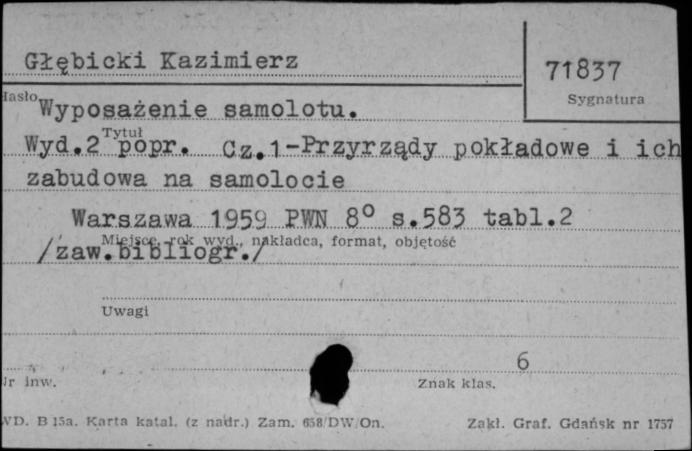 Głębicki Kazimierz
71837
Sygnatura
Hasło Wyposażenie samolotu.
Tytuł
Wyd.2 popr. Cz.1-Przyrządy pokładowe i ich
zabudowa na samolocie
Warszawa 1959 PWN 8° s.583 tabl.2
Miejsce, rok wyd., nakładca, format, objętość
/zaw.bibliogr./
Uwagi
6
Nr inw.
Znak klas.
WD. B 15a. Karta katal. (z nadr.) Zam. 658/DW/On.
Zakł. Graf. Gdańsk nr 1757